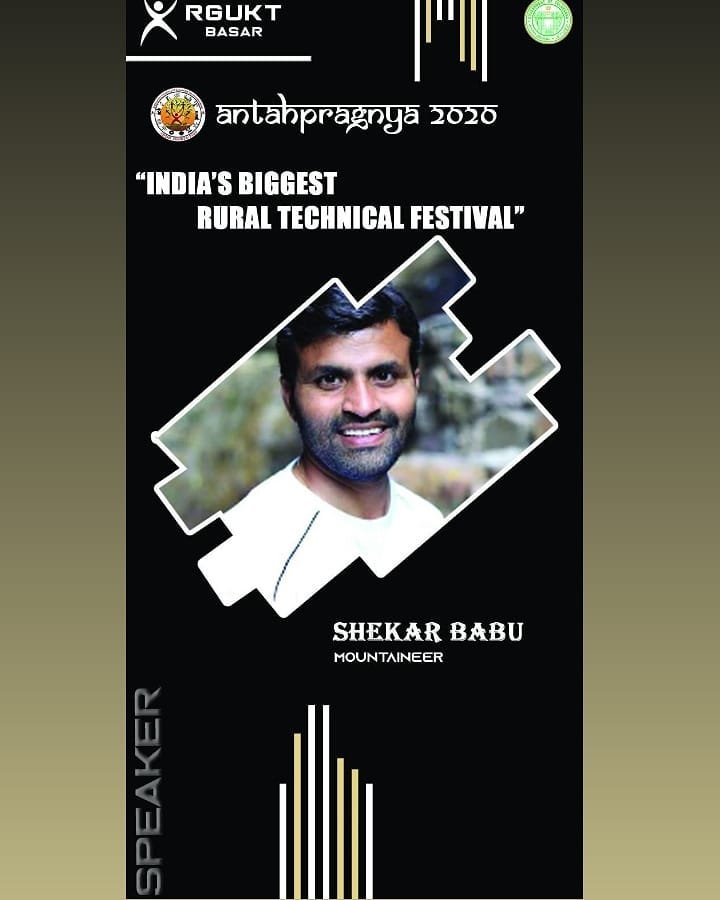 RGUKT
BASAR
antahpragnya 2020
“INDIA’S BIGGEST
RURAL TECHNICAL FESTIVAL”
SHEKAR BABU
MOUNTAINEER
SPEAKER